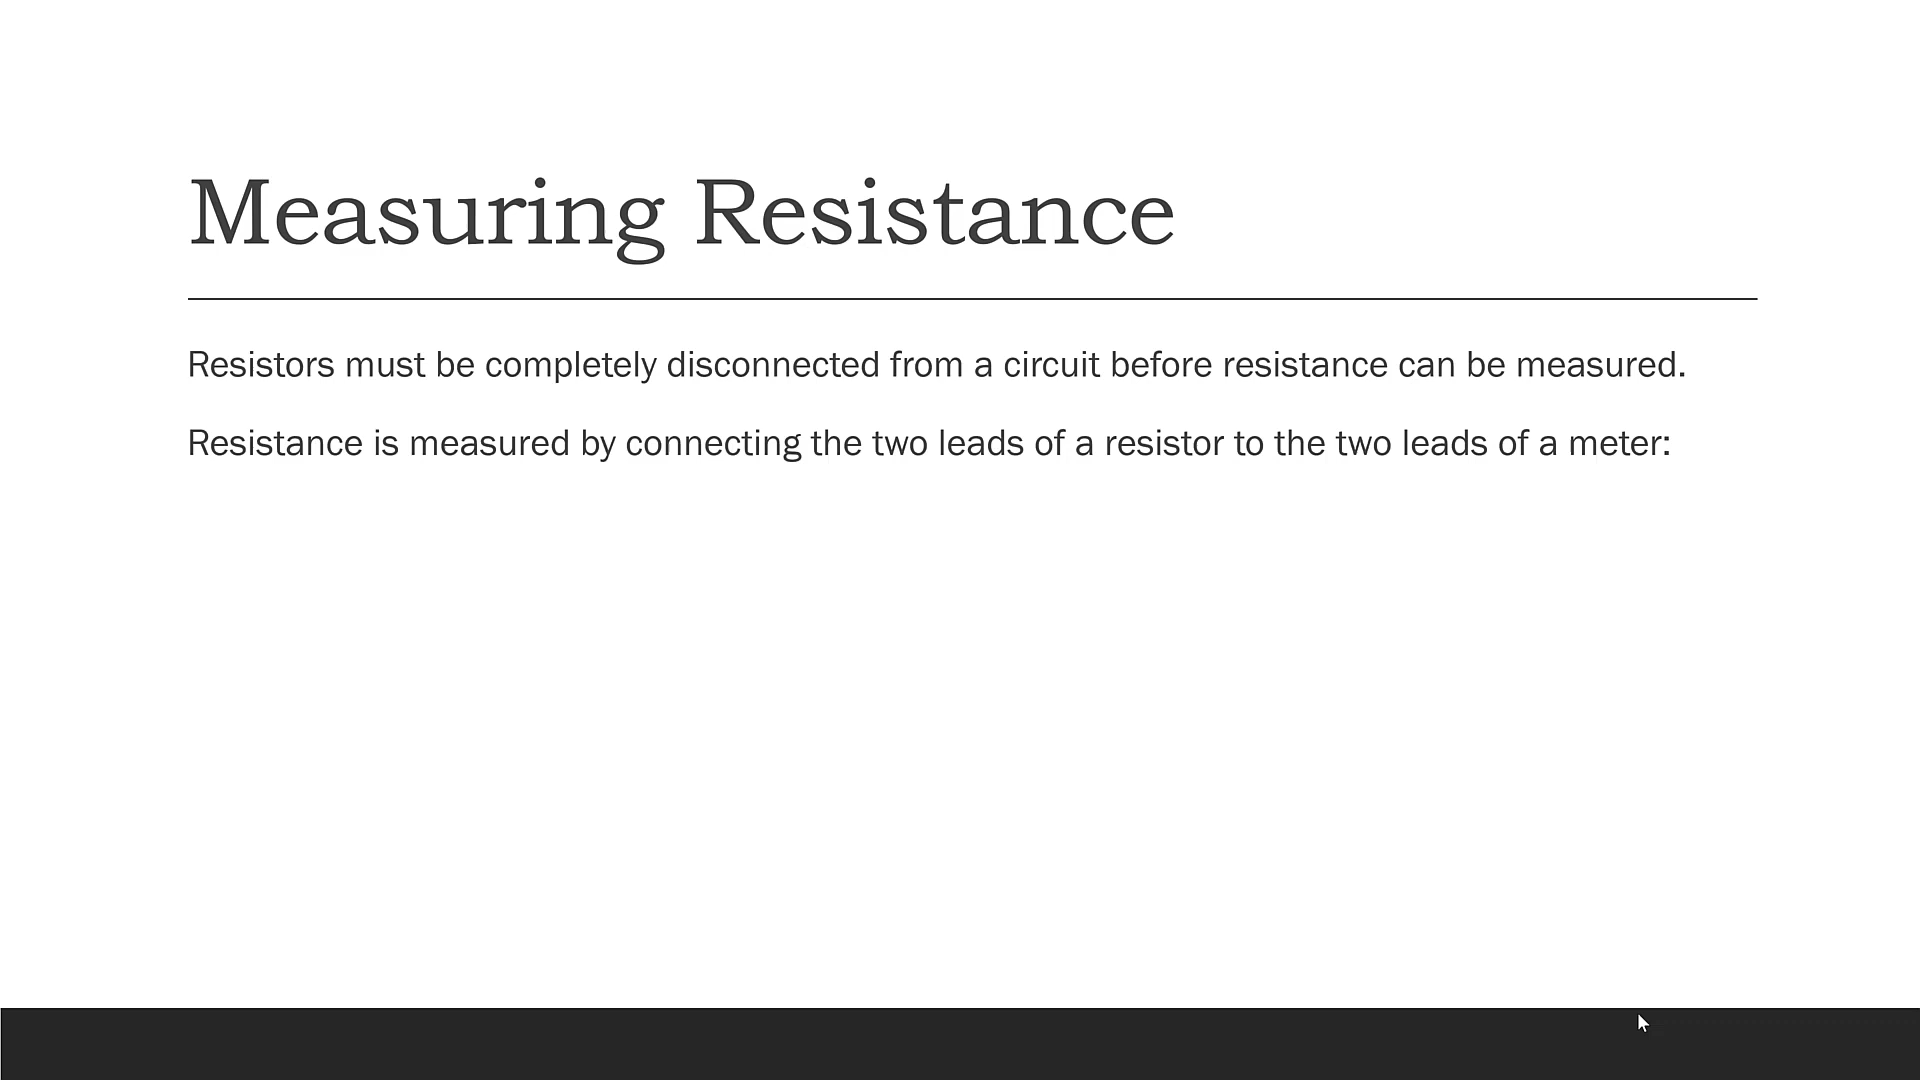 Measuring Resistance
Resistors must be completely disconnected from a circuit before resistance can be measured.
Resistance is measured by connecting the two leads of a resistor to the two leads of a meter: